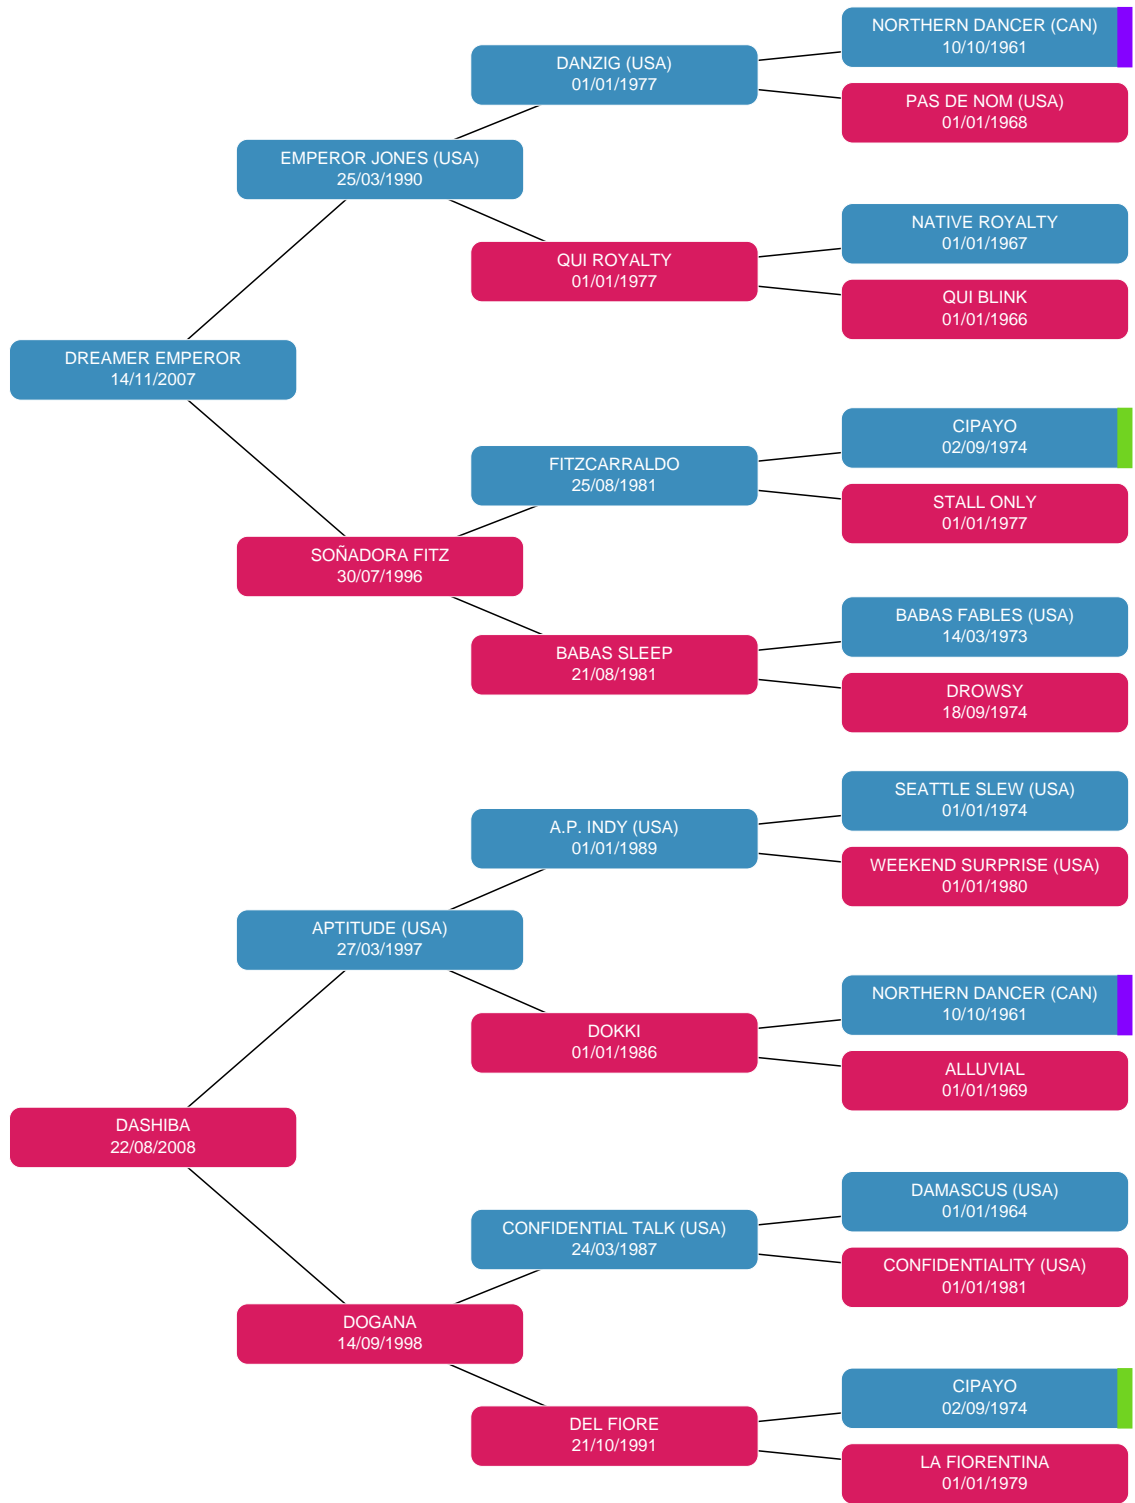 NORTHERN DANCER (CAN)
10/10/1961
DANZIG (USA)
01/01/1977
PAS DE NOM (USA)
01/01/1968
EMPEROR JONES (USA)
25/03/1990
NATIVE ROYALTY
01/01/1967
QUI ROYALTY
01/01/1977
QUI BLINK
01/01/1966
DREAMER EMPEROR
14/11/2007
CIPAYO
02/09/1974
FITZCARRALDO
25/08/1981
STALL ONLY
01/01/1977
SOÑADORA FITZ
30/07/1996
BABAS FABLES (USA)
14/03/1973
BABAS SLEEP
21/08/1981
DROWSY
18/09/1974
SEATTLE SLEW (USA)
01/01/1974
A.P. INDY (USA)
01/01/1989
WEEKEND SURPRISE (USA)
01/01/1980
APTITUDE (USA)
27/03/1997
NORTHERN DANCER (CAN)
10/10/1961
DOKKI
01/01/1986
ALLUVIAL
01/01/1969
DASHIBA
22/08/2008
DAMASCUS (USA)
01/01/1964
CONFIDENTIAL TALK (USA)
24/03/1987
CONFIDENTIALITY (USA)
01/01/1981
DOGANA
14/09/1998
CIPAYO
02/09/1974
DEL FIORE
21/10/1991
LA FIORENTINA
01/01/1979